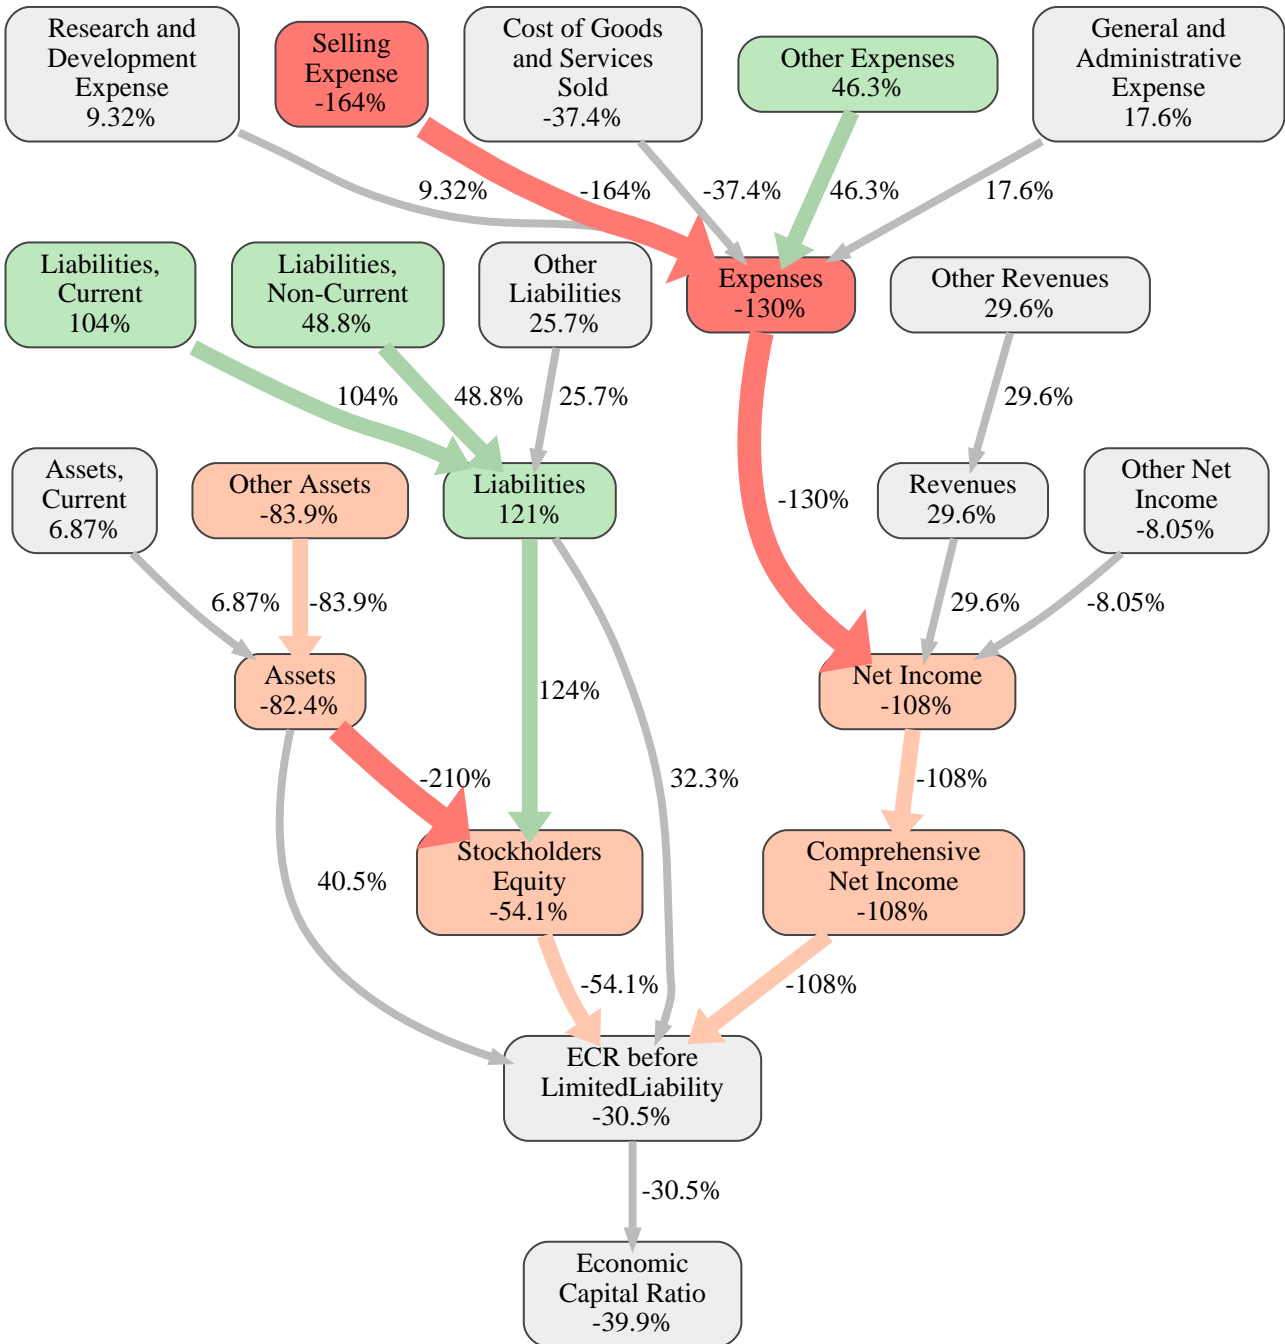 Research and
Development
Expense
9.32%
Selling
Expense
-164%
Cost of Goods
and Services
Sold
-37.4%
Other Expenses
46.3%
General and
Administrative
Expense
17.6%
9.32%
-164%
-37.4%
46.3%
17.6%
Liabilities,
Current
104%
Liabilities,
Non-Current
48.8%
Other
Liabilities
25.7%
Expenses
-130%
Other Revenues
29.6%
104%
48.8%
25.7%
29.6%
Assets,
Current
6.87%
Other Assets
-83.9%
Liabilities
121%
-130%
Revenues
29.6%
Other Net
Income
-8.05%
6.87%
-83.9%
29.6%
-8.05%
Assets
-82.4%
124%
Net Income
-108%
-210%
32.3%
-108%
40.5%
Stockholders
Equity
-54.1%
Comprehensive
Net Income
-108%
-54.1%
-108%
ECR before
LimitedLiability
-30.5%
-30.5%
Economic
Capital Ratio
-39.9%